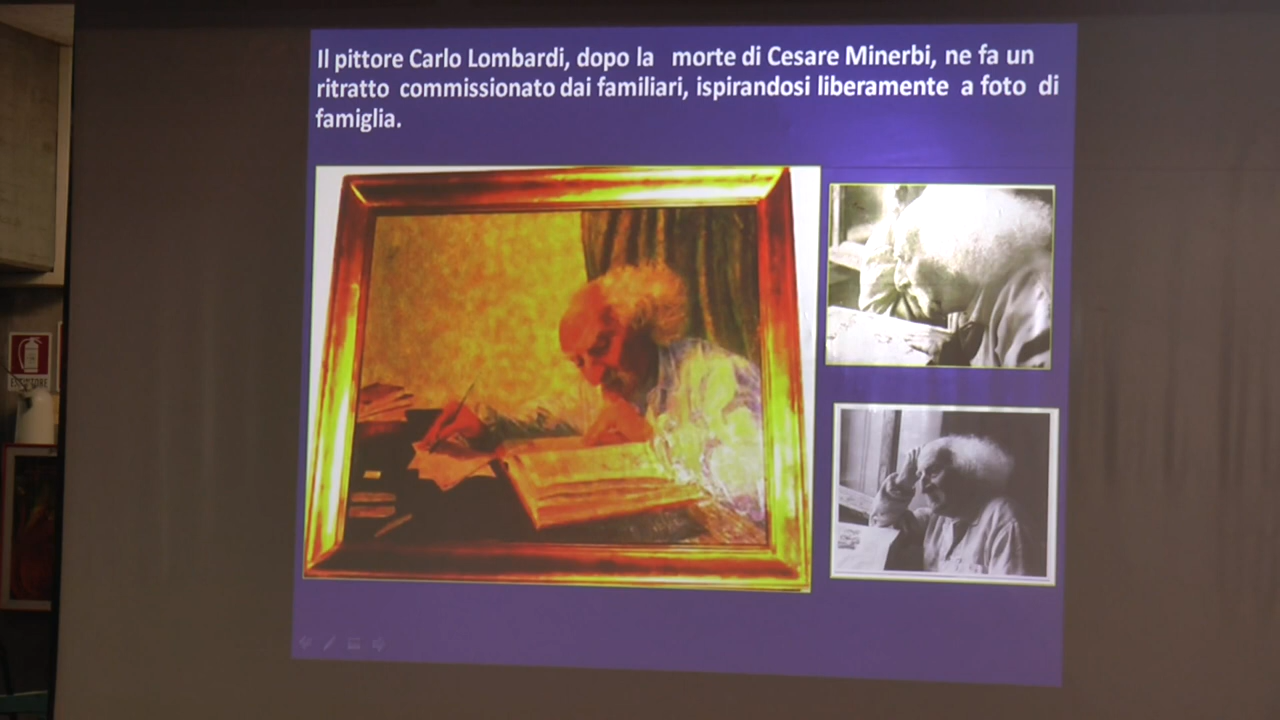 Il pittore Carlo Lombardi, dopo la morte di Cesare Minerbi, ne fa un
ritratto commissionato dai familiari, ispirandosi liberamente a foto di
famiglia.
ESTINTORE